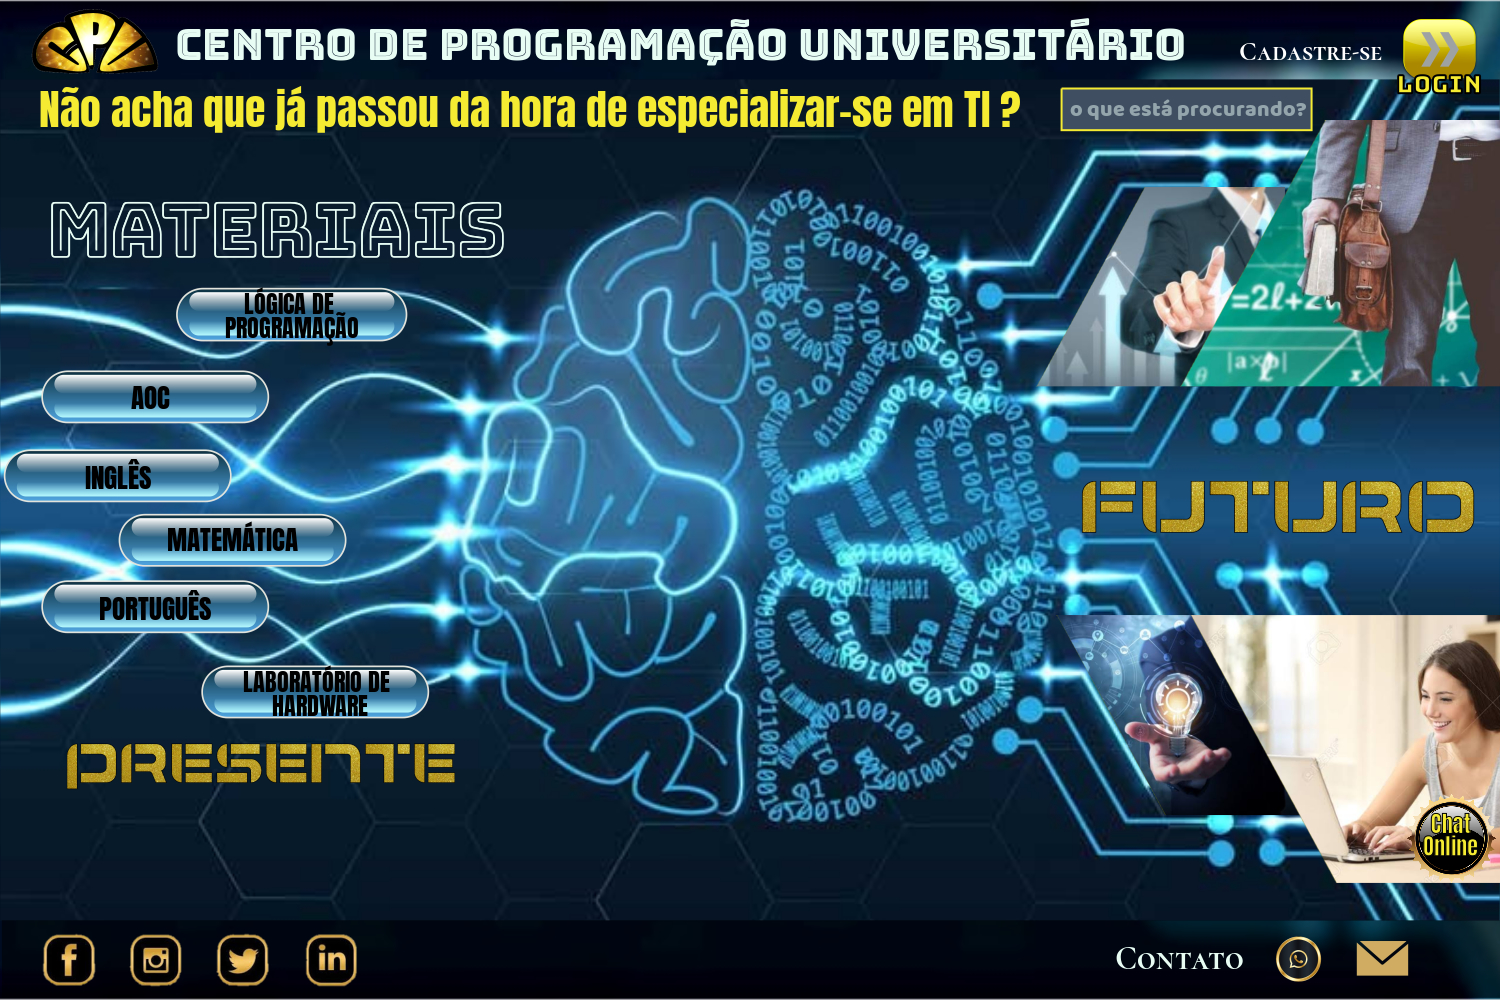 P
CENTRO DE PROGRAMAÇÃO UNIVERSITÁRIO
Cadastre-se
LOGIN
Não acha que já passou da hora de especializar-se em TI ?
o que está procurando?
MATERIAIS
LÓGICA DE
PROGRAMAÇÃO
AOC
INGLÊS
MATEMÁTICA
PORTUGUÊS
LABORATÓRIO DE
HARDWARE
PRESENTE
FUTURO
Chat
Online
Contato